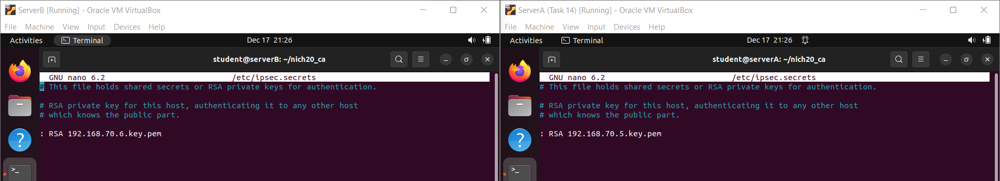 ServerB [Running] - Oracle VM VirtualBox
File Machine View Input Devices Help
Activities Terminal Dec 17 21:26
student@serverB: ~/nich20_ca
GNU nano 6.2 /etc/ipsec.secrets
# This file holds shared secrets or RSA private keys for authentication.
# RSA private key for this host, authenticating it to any other host
# which knows the public part.
: RSA 192.168.70.6.key.pem
ServerA (Task 14) [Running] - Oracle VM VirtualBox
File Machine View Input Devices Help
Activities Terminal Dec 17 21:26
student@serverA: ~/nich20_ca
GNU nano 6.2 /etc/ipsec.secrets
# This file holds shared secrets or RSA private keys for authentication.
# RSA private key for this host, authenticating it to any other host
# which knows the public part.
: RSA 192.168.70.5.key.pem